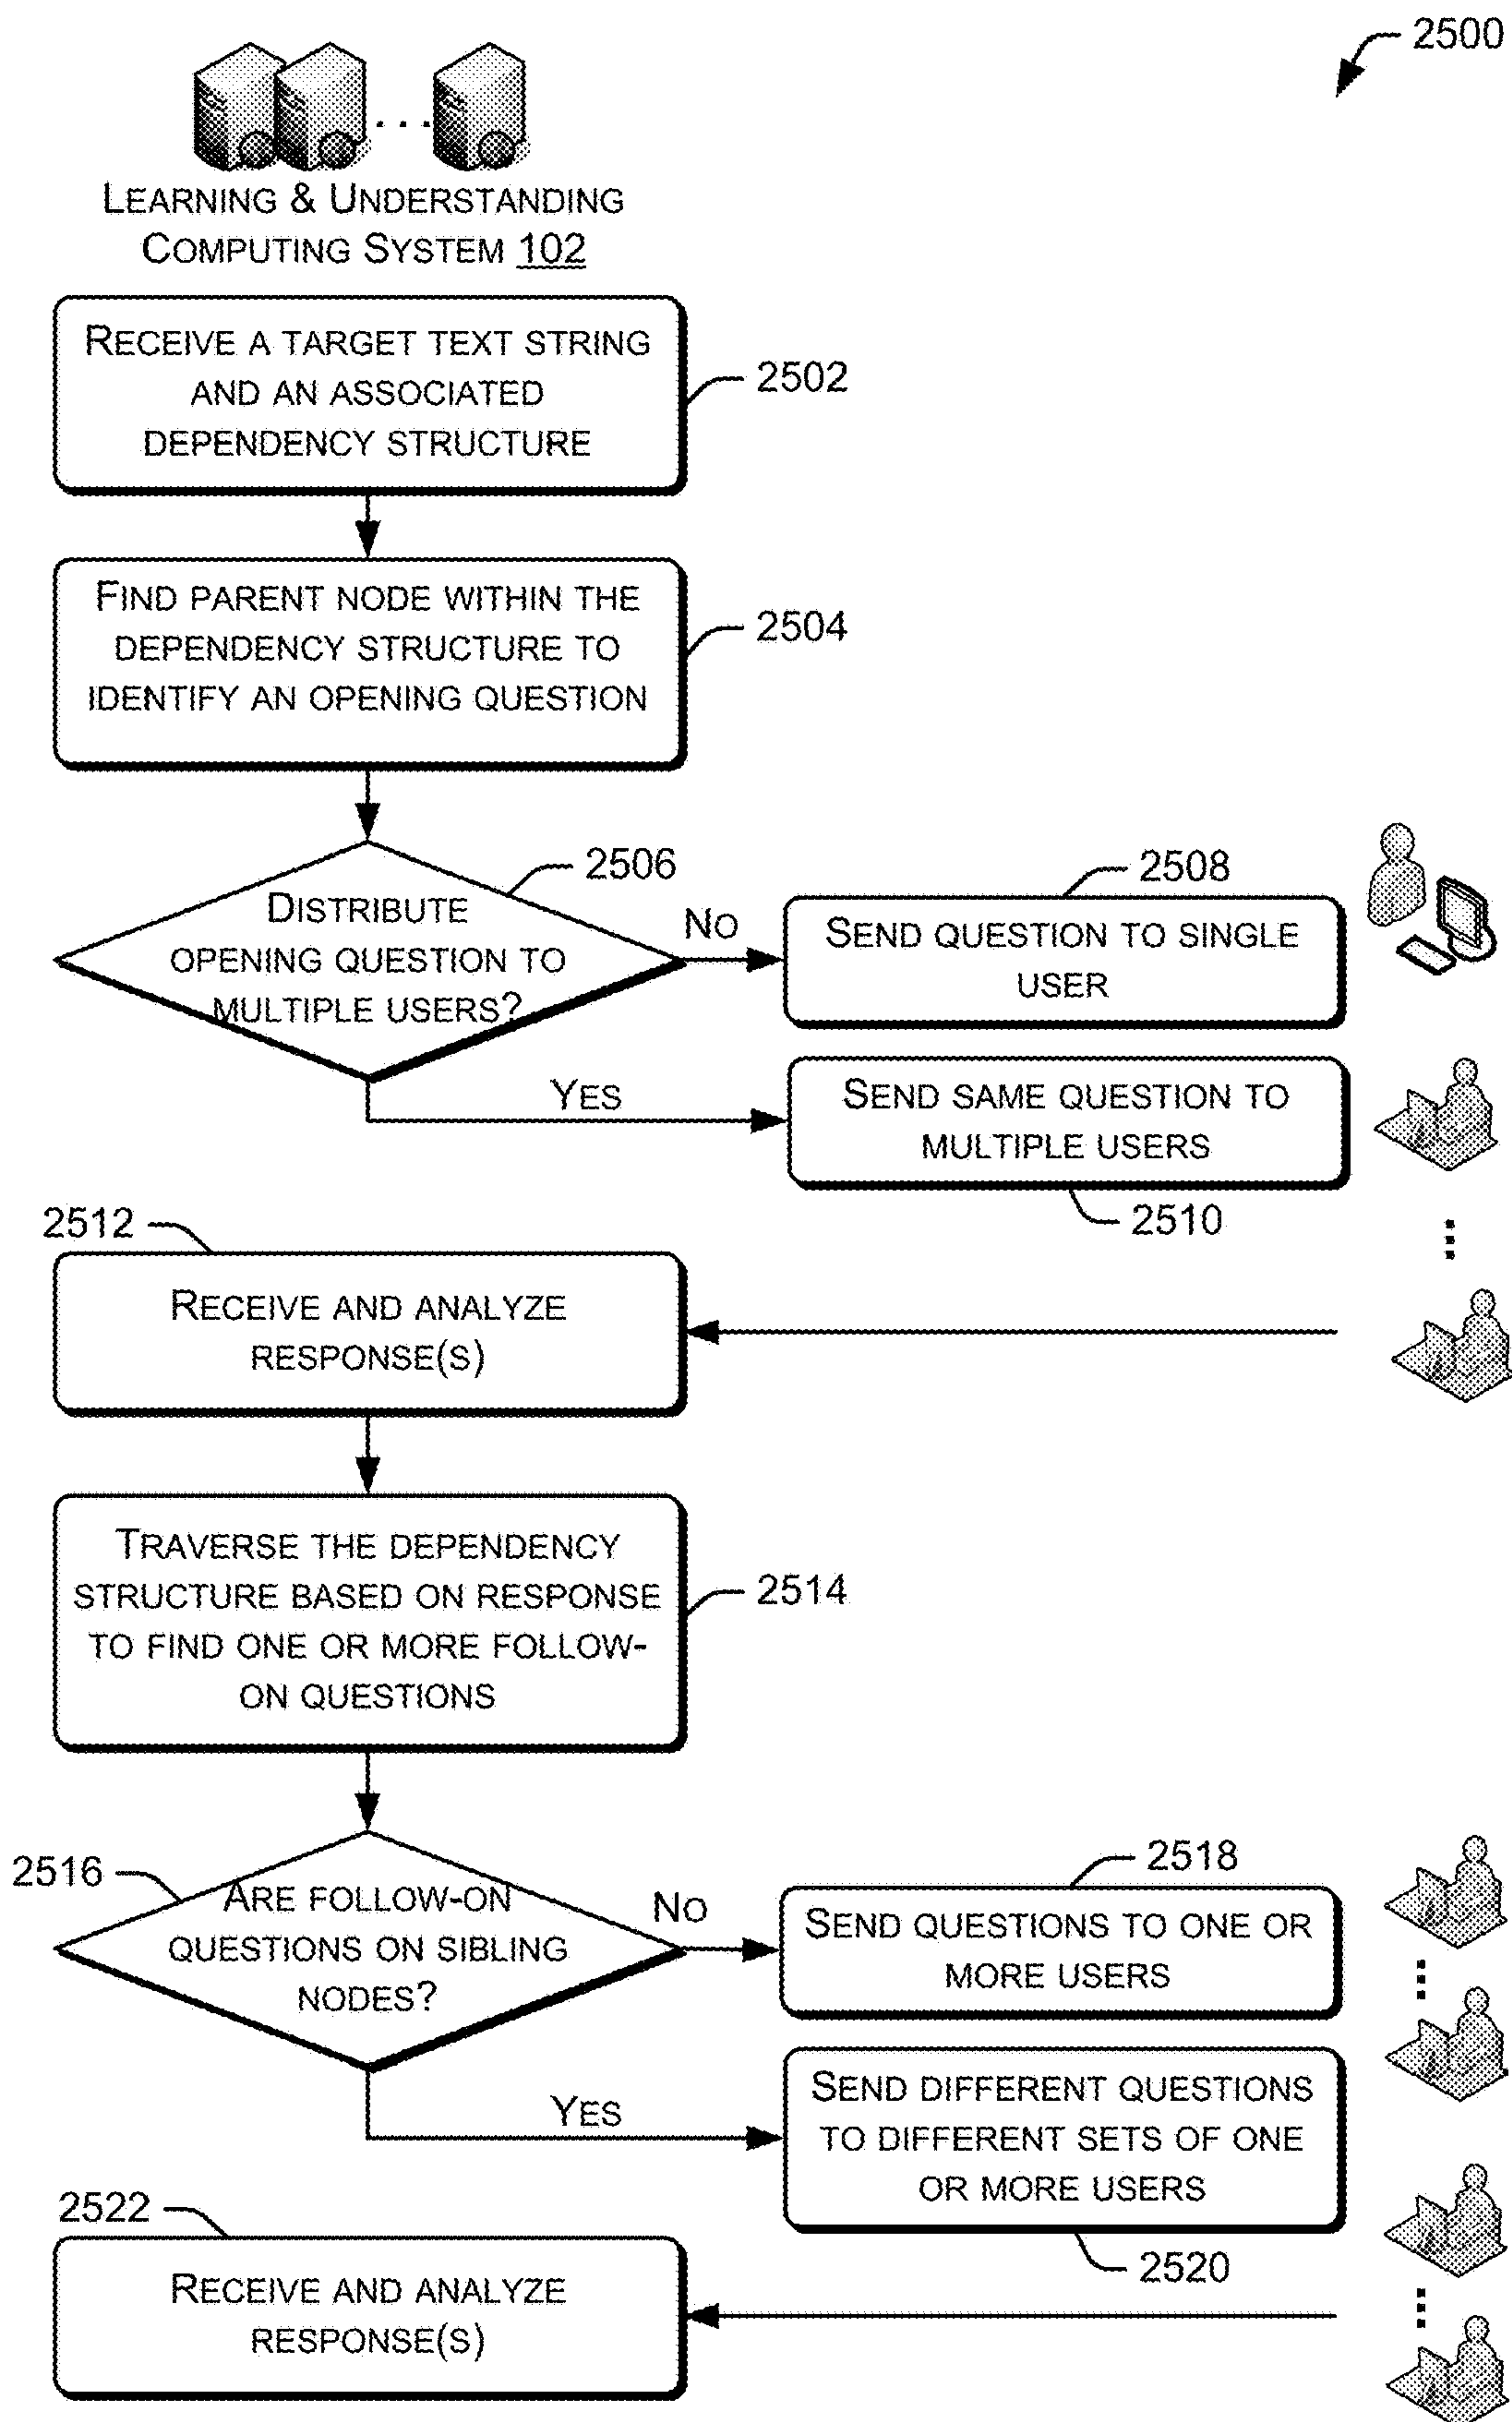 2500
LEARNING & UNDERSTANDING
COMPUTING SYSTEM 102
RECEIVE A TARGET TEXT STRING
AND AN ASSOCIATED
DEPENDENCY STRUCTURE
2502
FIND PARENT NODE WITHIN THE
DEPENDENCY STRUCTURE TO
IDENTIFY AN OPENING QUESTION
2504
2506
DISTRIBUTE
OPENING QUESTION TO
MULTIPLE USERS?
NO
2508
SEND QUESTION TO SINGLE
USER
YES
SEND SAME QUESTION TO
MULTIPLE USERS
2510
2512
RECEIVE AND ANALYZE
RESPONSE(S)
TRAVERSE THE DEPENDENCY
STRUCTURE BASED ON RESPONSE
TO FIND ONE OR MORE FOLLOW-
ON QUESTIONS
2514
2516
ARE FOLLOW-ON
QUESTIONS ON SIBLING
NODES?
NO
2518
SEND QUESTIONS TO ONE OR
MORE USERS
YES
SEND DIFFERENT QUESTIONS
TO DIFFERENT SETS OF ONE
OR MORE USERS
2520
2522
RECEIVE AND ANALYZE
RESPONSE(S)